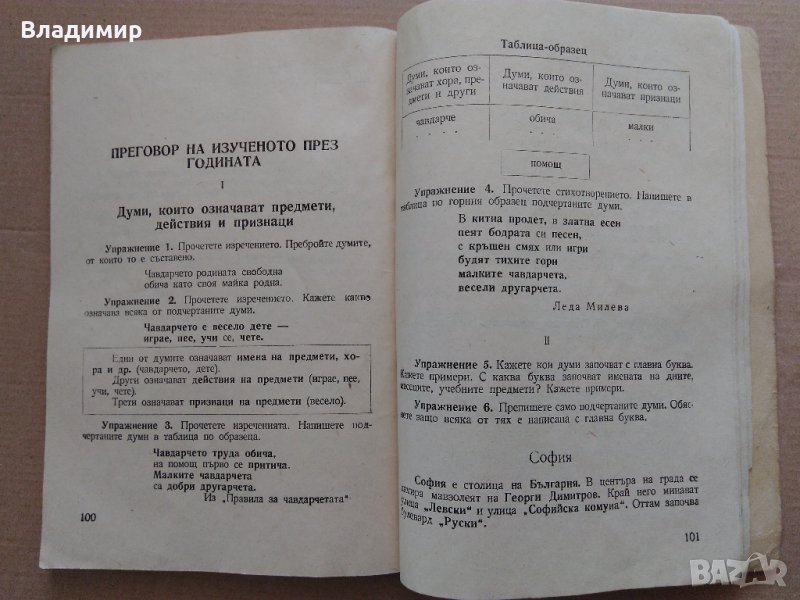 Владимир
ПРЕГОВОР НА ИЗУЧЕНОТО ПРЕЗ
ГОДИНАТА
I
Думи, които означават предмети,
действия и признаци
Упражнение 1. Прочетете изречението. Пребройте думите,
от които то е съставено.
Чавдарчето родината свободна
обича като своя майка родна.
Упражнение 2. Прочетете изречението. Кажете какво
означава всяка от подчертаните думи.
Чавдарчето е весело дете —
играе, пее, учи се, чете.
Едни от думите означават имена на предмети, хо-
ра и др. (чавдарчето, дете).
Други означават действия на предмети (играе, пее,
учи, чете).
Трети означават признаци на предмети (весело).
Упражнение 3. Прочетете изреченията. Напишете под-
чертаните думи в таблица по образеца.
Чавдарчето труда обича,
на помощ първо се притича.
Малките чавдарчета
са добри другарчета.
Из „Правила за чавдарчетата“
100
Таблица-образец
Думи, които оз-
начават хора, пре-
дмети и други
Думи, които оз-
начават действия
Думи, които оз-
начават признаци
чавдарче
обича
малки
. . . .
. . . .
. . . .
помощ
Упражнение 4. Прочетете стихотворението. Напишете в
таблица по горния образец подчертаните думи.
В китна пролет, в златна есен
пеят бодрата си песен,
с кръшен смях или игри
будят тихите гори
малките чавдарчета,
весели другарчета.
Леда Милева
II
Упражнение 5. Кажете кои думи започват с главна буква.
Кажете примери. С каква буква започват имената на дните,
месеците, учебните предмети? Кажете примери.
Упражнение 6. Препишете само подчертаните думи. Обяс-
нете защо всяка от тях е написана с главна буква.
София
София е столица на България. В центъра на града се
намира мавзолеят на Георги Димитров. Край него минават
улица „Левски“ и улица „Софийска комуна“. Оттам започва
булевард „Руски“.
101
BAZAR